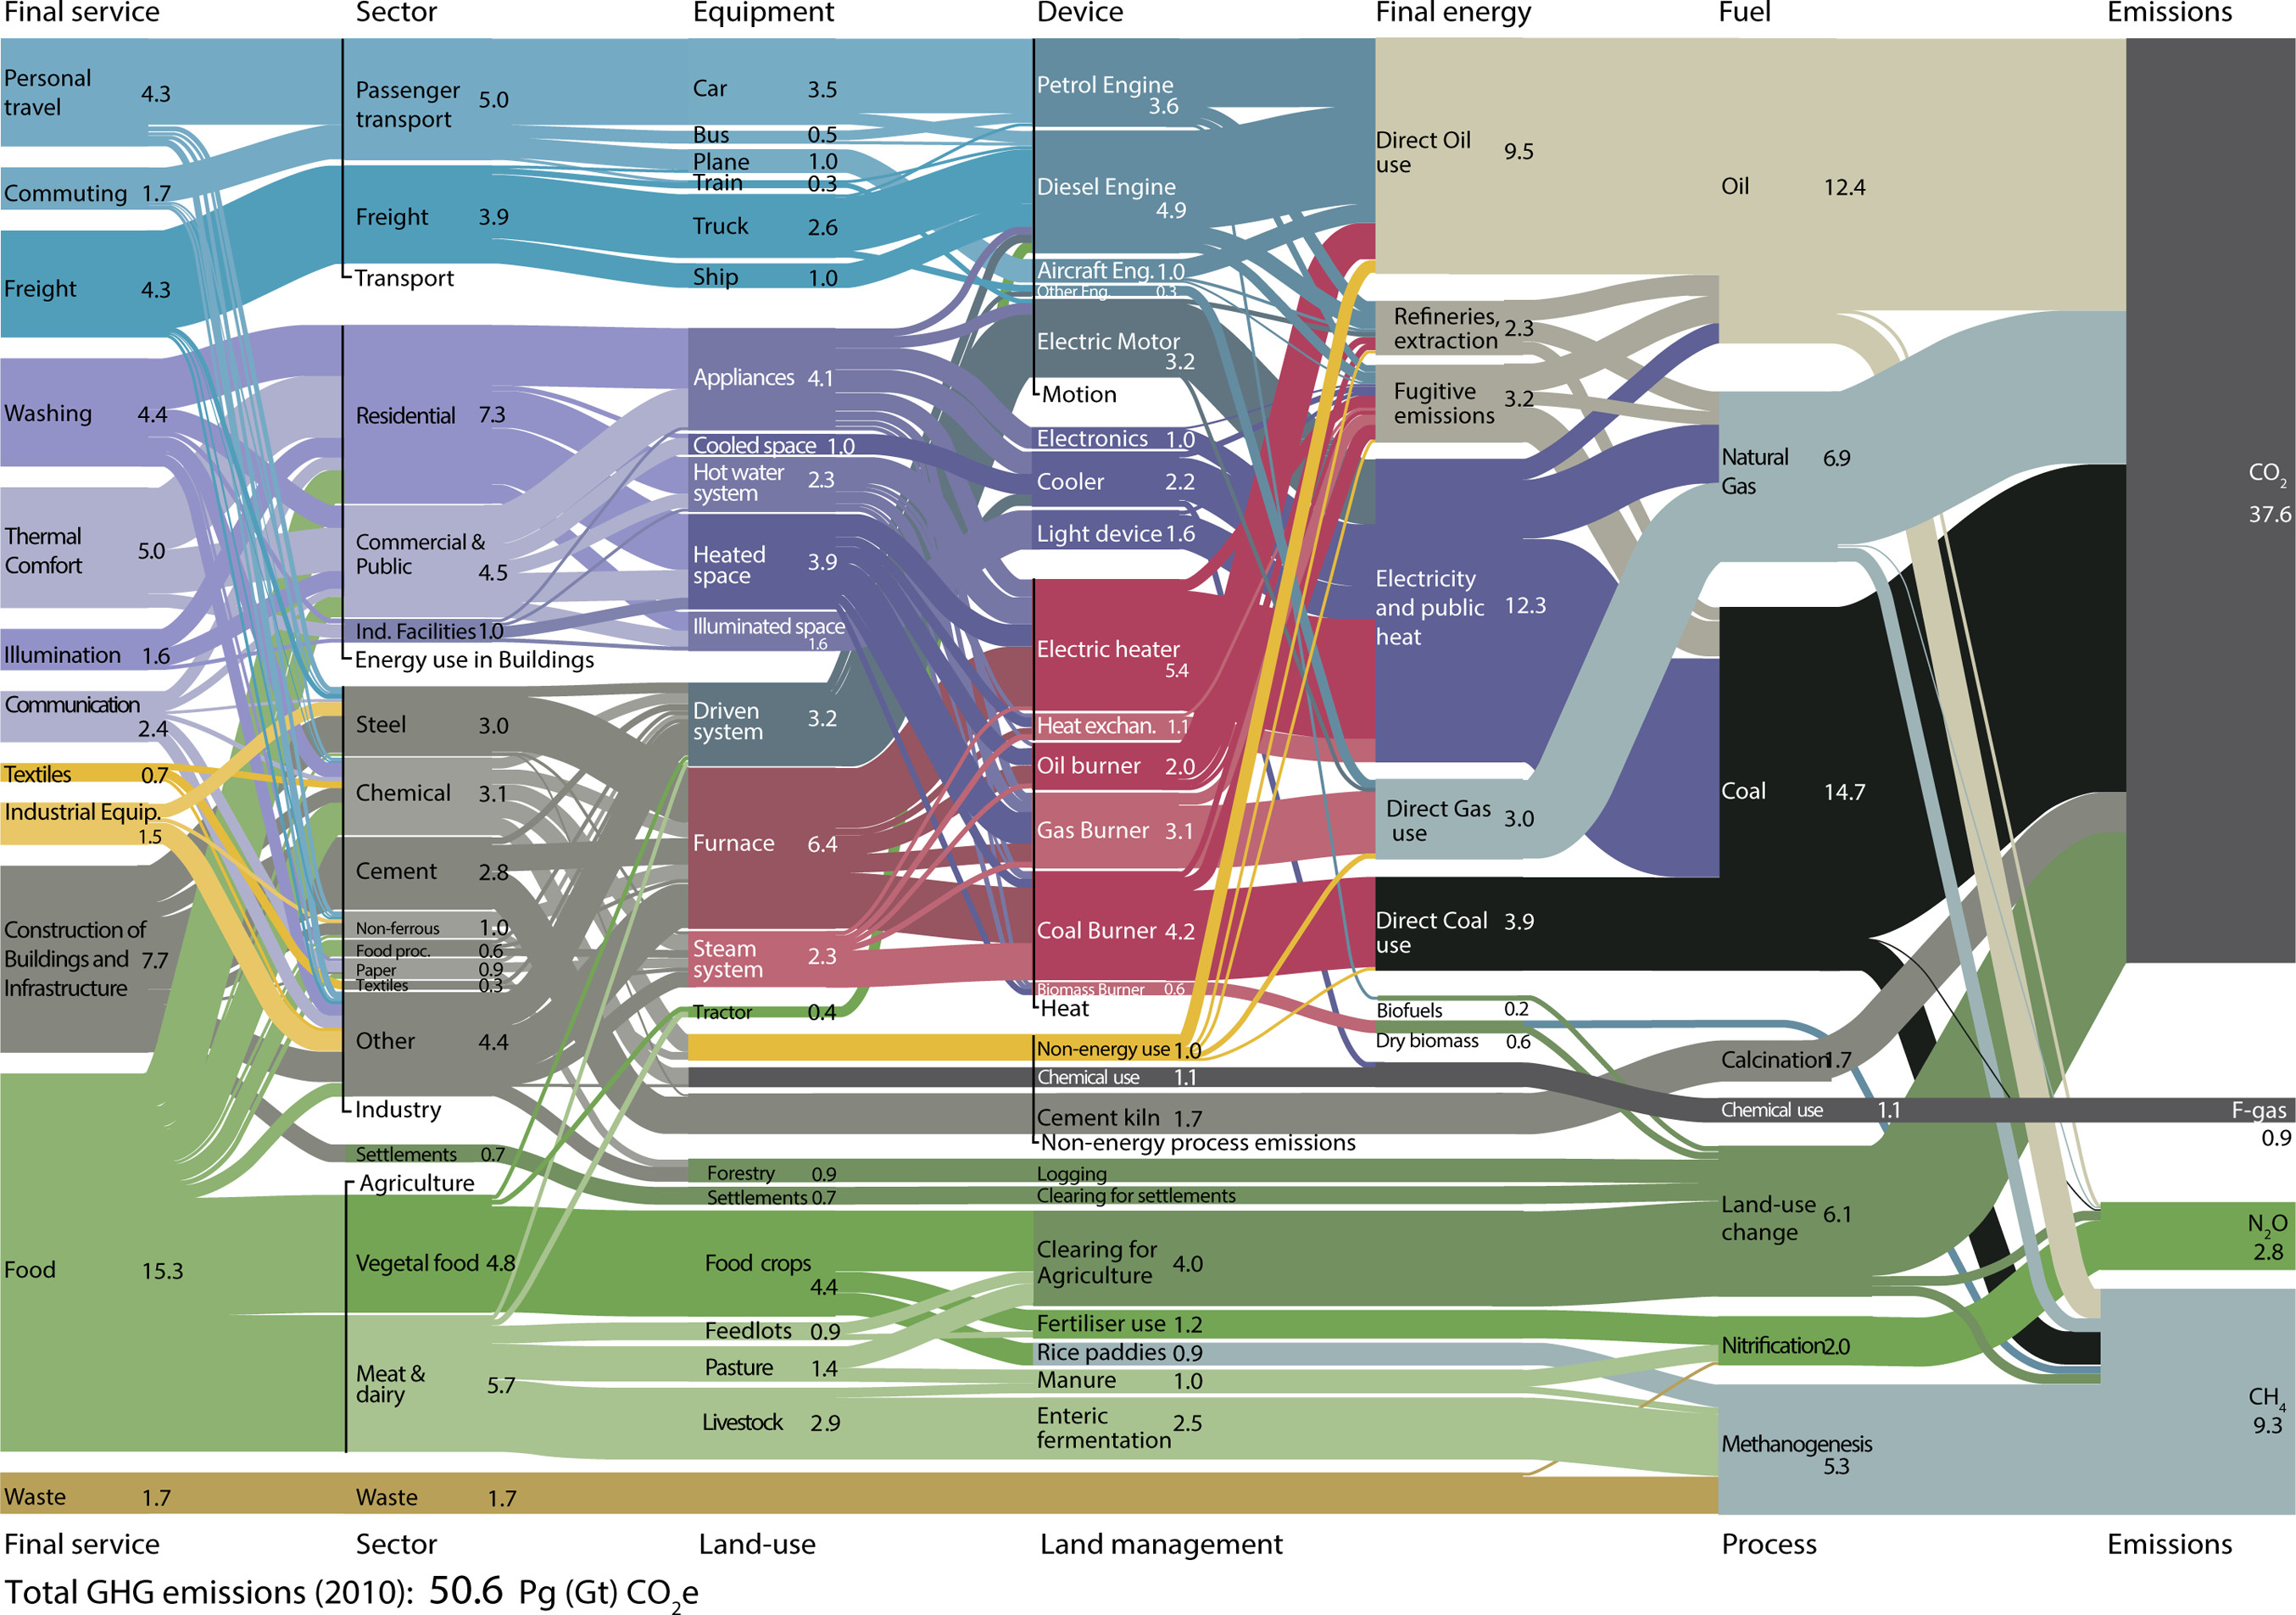 Final service
Sector
Equipment
Device
Final energy
Fuel
Emissions
Personal
travel
4.3
Commuting 1.7
Freight
4.3
Washing
4.4
Thermal
Comfort
5.0
Illumination 1.6
Communication
2.4
Textiles
0.7
Industrial Equip.
1.5
Construction of
Buildings and 7.7
Infrastructure
Food
15.3
Waste
1.7
Passenger
transport
5.0
Freight
3.9
Transport
Residential
7.3
Commercial &
Public
4.5
Ind. Facilities 1.0
Energy use in Buildings
Steel
3.0
Chemical
3.1
Cement
2.8
Non-ferrous
1.0
Food proc.
0.6
Paper
0.9
Textiles
0.3
Other
4.4
Industry
Settlements
0.7
Agriculture
Vegetal food 4.8
Meat &
dairy
5.7
Waste
1.7
Car
3.5
Bus
0.5
Plane
1.0
Train
0.3
Truck
2.6
Ship
1.0
Appliances 4.1
Cooled space 1.0
Hot water
system
2.3
Heated
space
3.9
Illuminated space
1.6
Driven
system
3.2
Furnace
6.4
Steam
system
2.3
Tractor
0.4
Forestry
0.9
Settlements 0.7
Food crops
4.4
Feedlots 0.9
Pasture
1.4
Livestock
2.9
Petrol Engine
3.6
Diesel Engine
4.9
Aircraft Eng. 1.0
Other Eng.
0.3
Electric Motor
3.2
Motion
Electronics 1.0
Cooler
2.2
Light device 1.6
Electric heater
5.4
Heat exchan. 1.1
Oil burner
2.0
Gas Burner 3.1
Coal Burner 4.2
Biomass Burner 0.6
Heat
Non-energy use 1.0
Chemical use
1.1
Cement kiln 1.7
Non-energy process emissions
Logging
Clearing for settlements
Clearing for
Agriculture
4.0
Fertiliser use 1.2
Rice paddies 0.9
Manure
1.0
Enteric
fermentation
2.5
Direct Oil
use
9.5
Refineries,
extraction
2.3
Fugitive
emissions
3.2
Electricity
and public
heat
12.3
Direct Gas
use
3.0
Direct Coal
use
3.9
Biofuels
0.2
Dry biomass
0.6
Oil
12.4
Natural
Gas
6.9
Coal
14.7
Calcination 1.7
Chemical use
1.1
Land-use
change
6.1
Nitrification 2.0
Methanogenesis
5.3
CO2
37.6
F-gas
0.9
N2O
2.8
CH4
9.3
Final service
Sector
Land-use
Land management
Process
Emissions
Total GHG emissions (2010): 50.6 Pg (Gt) CO2e